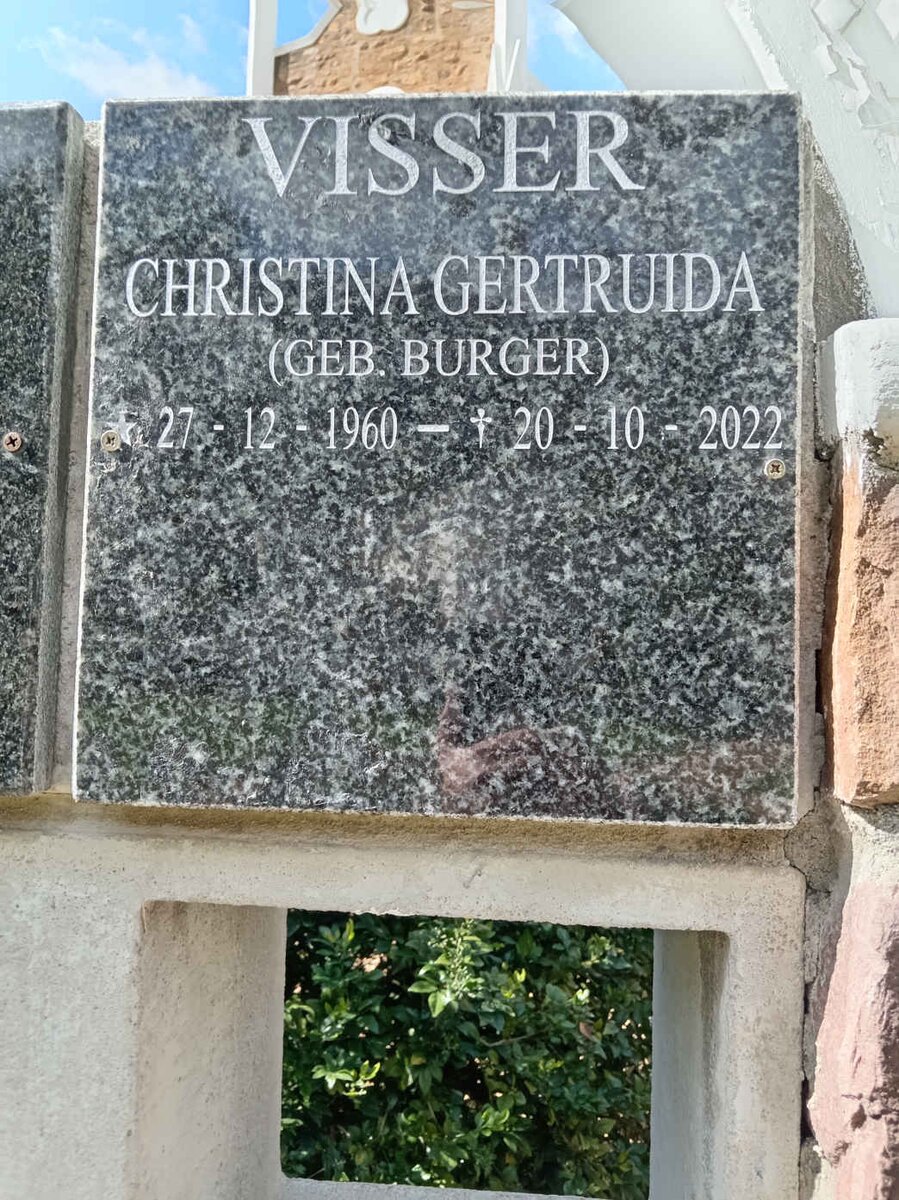 VISSER
CHRISTINA GERTRUIDA
(GEB. BURGER)
★ 27 - 12 - 1960 — † 20 - 10 - 2022